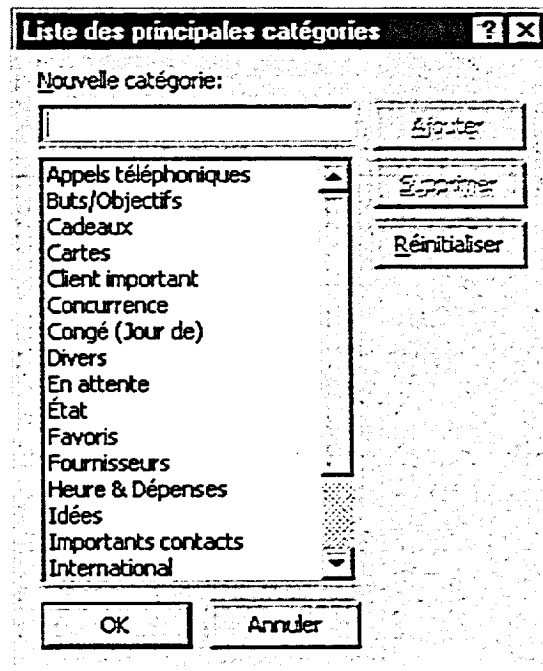 Liste des principales catégories ? X
Nouvelle catégorie:
Ajouter
Appels téléphoniques
Supprimer
Buts/Objectifs
Cadeaux
Réinitialiser
Cartes
Client important
Concurrence
Congé (Jour de)
Divers
En attente
État
Favoris
Fournisseurs
Heure & Dépenses
Idées
Importants contacts
International
OK Annuler